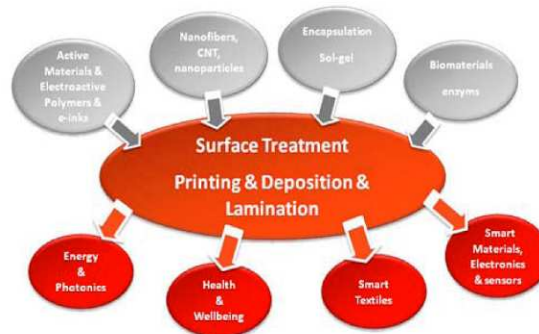 Active
Materials &
Electroactive
Polymers &
e-inks
Nanofibers,
CNT,
nanoparticles
Encapsulation
Sol-gel
Biomaterials
enzyms
Surface Treatment
Printing & Deposition &
Lamination
Energy
&
Photonics
Health
&
Wellbeing
Smart
Textiles
Smart
Materials,
Electronics
& sensors